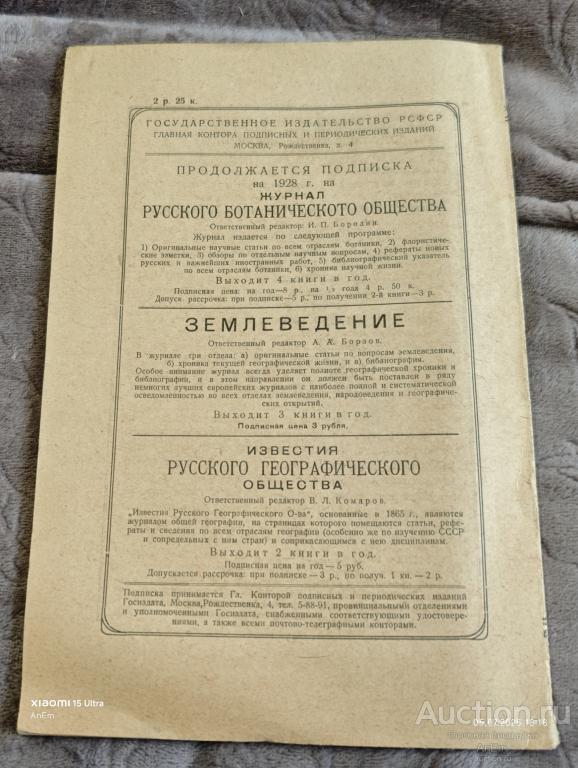 2 р. 25 к.
ГОСУДАРСТВЕННОЕ ИЗДАТЕЛЬСТВО РСФСР
ГЛАВНАЯ КОНТОРА ПОДПИСНЫХ И ПЕРИОДИЧЕСКИХ ИЗДАНИЙ
МОСКВА, Рождественка, д. 4
ПРОДОЛЖАЕТСЯ ПОДПИСКА
на 1928 г. на
ЖУРНАЛ
РУССКОГО БОТАНИЧЕСКОГО ОБЩЕСТВА
Ответственный редактор: И. П. Бородин.
Журнал издается по следующей программе:
1) Оригинальные научные статьи по всем отраслям ботаники, 2) флористиче-
ские заметки, 3) обзоры по отдельным научным вопросам, 4) рефераты новых
русских и важнейших иностранных работ, 5) библиографический указатель
по всем отраслям ботаники, 6) хроника научной жизни.
Выходит 4 книги в год.
Подписная цена: на год—8 р., на ½ года 4 р. 50 к.
Допуск. рассрочка: при подписке—5 р., по получении 2-й книги—3 р.
ЗЕМЛЕВЕДЕНИЕ
Ответственный редактор А. А. Борзов.
В журнале три отдела: а) оригинальные статьи по вопросам землеведения,
б) хроника текущей географической жизни, и в) библиография.
Особое внимание журнал всегда уделяет полноте географической хроники и
библиографии, и в этом направлении он должен быть поставлен в ряду
немногих лучших европейских журналов с наиболее полной и систематической
осведомленностью во всех отделах землеведения, народоведения и географиче-
ских открытий.
Выходит 3 книги в год.
Подписная цена 3 рубля.
ИЗВЕСТИЯ
РУССКОГО ГЕОГРАФИЧЕСКОГО
ОБЩЕСТВА
Ответственный редактор В. Л. Комаров.
„Известия Русского Географического О-ва", основанные в 1865 г., являются
журналом общей географии, на страницах которого помещаются статьи, рефе-
раты и сведения по всем отраслям географии (особенно же по изучению СССР
и сопредельных с ним стран) и соприкасающимся с нею дисциплинам.
Выходит 2 книги в год.
Подписная цена на год—5 руб.
Допускается рассрочка: при подписке—3 р., по получ. 1 кн.—2 р.
Подписка принимается Гл. Конторой подписных и периодических изданий
Госиздата, Москва,Рождественка, 4, тел. 5-88-91, провинциальными отделениями
и уполномоченными Госиздата, снабженными соответствующими удостовере-
ниями, а также всеми почтово-телеграфными конторами.
xiaomi 15 Ultra
AnEm
Auction.ru
AnEm